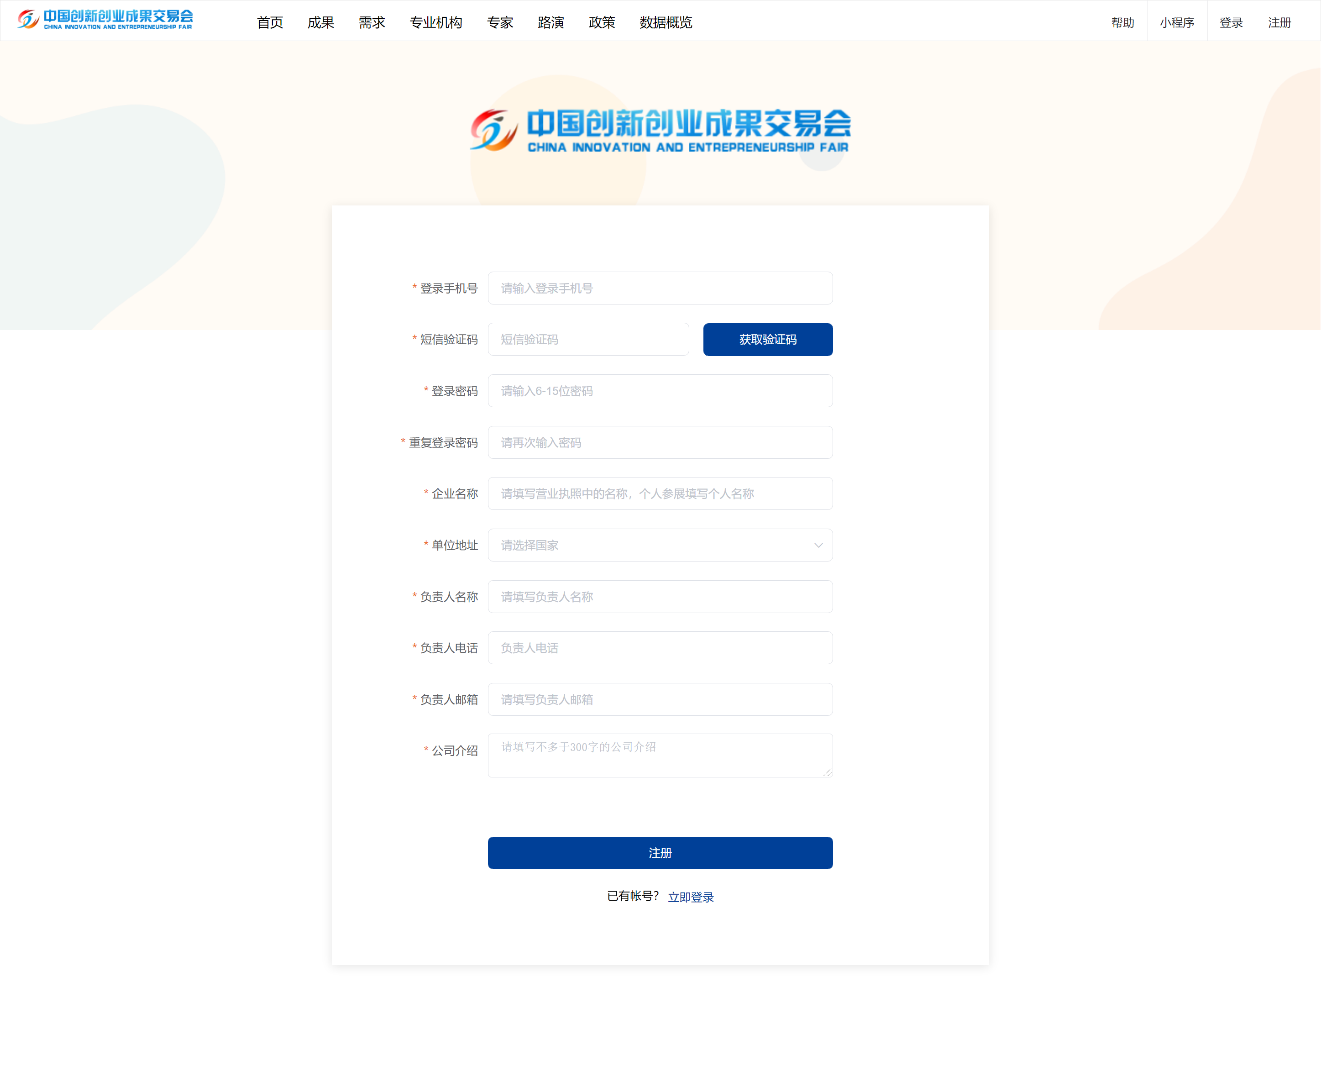 中国创新创业成果交易会 首页 成果 需求 专业机构 专家 路演 政策 数据概览 帮助 小程序 登录 注册
CHINA INNOVATION AND ENTREPRENEURSHIP FAIR
中国创新创业成果交易会
CHINA INNOVATION AND ENTREPRENEURSHIP FAIR
* 登录手机号 请输入登录手机号
* 短信验证码 短信验证码 获取验证码
* 登录密码 请输入6-15位密码
* 重复登录密码 请再次输入密码
* 企业名称 请填写营业执照中的名称，个人参展填写个人名称
* 单位地址 请选择国家
* 负责人名称 请填写负责人名称
* 负责人电话 负责人电话
* 负责人邮箱 请填写负责人邮箱
* 公司介绍 请填写不多于300字的公司介绍
注册
已有帐号？ 立即登录